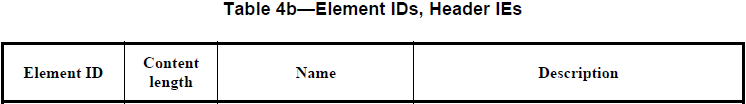 Table 4b—Element IDs, Header IEs
Element ID
Content
length
Name
Description